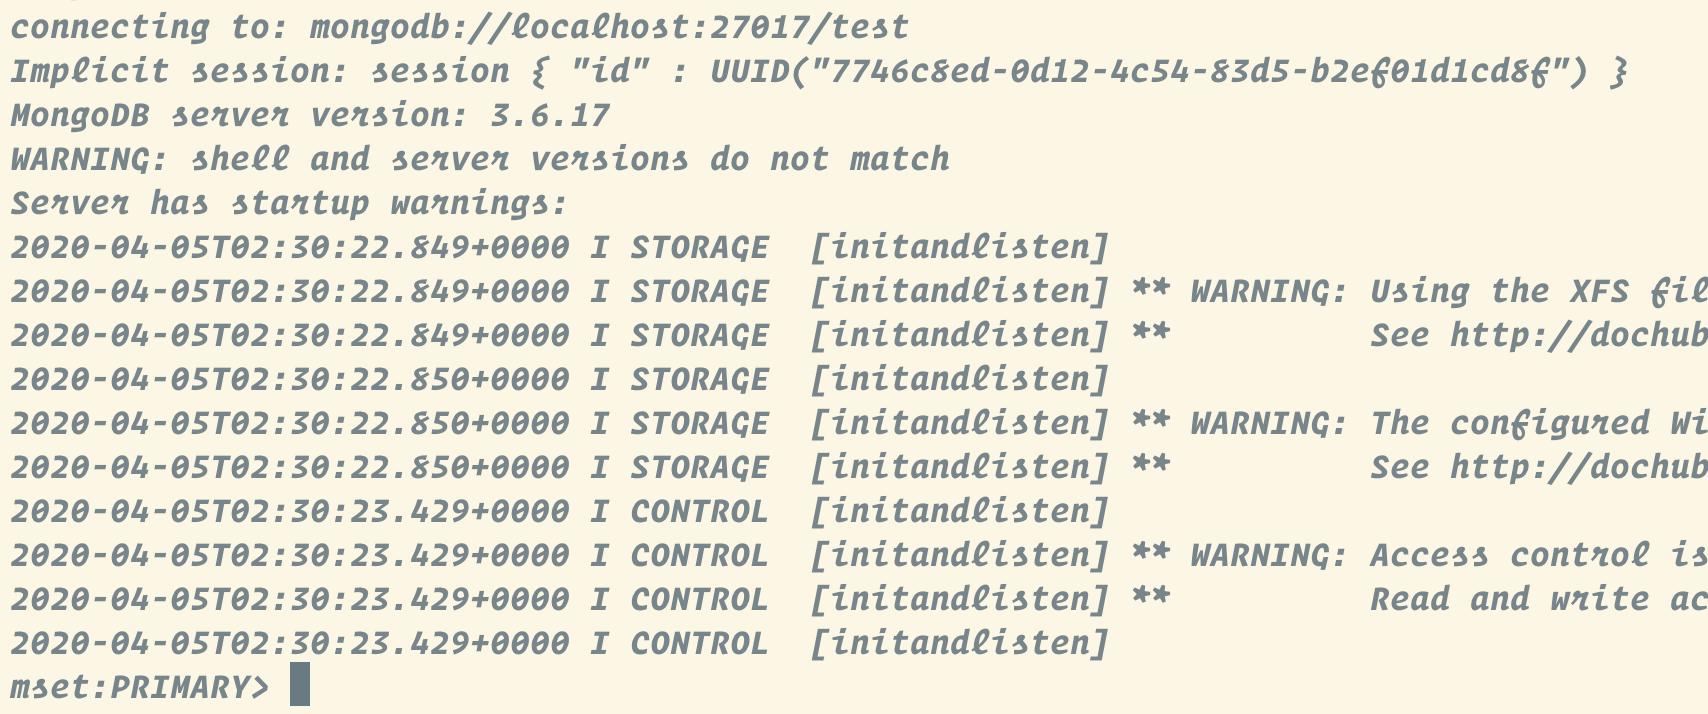 connecting to: mongodb://localhost:27017/test
Implicit session: session { "id" : UUID("7746c8ed-0d12-4c54-83d5-b2ef01d1cd8f") }
MongoDB server version: 3.6.17
WARNING: shell and server versions do not match
Server has startup warnings:
2020-04-05T02:30:22.849+0000 I STORAGE  [initandlisten]
2020-04-05T02:30:22.849+0000 I STORAGE  [initandlisten] ** WARNING: Using the XFS fil
2020-04-05T02:30:22.849+0000 I STORAGE  [initandlisten] **          See http://dochub
2020-04-05T02:30:22.850+0000 I STORAGE  [initandlisten]
2020-04-05T02:30:22.850+0000 I STORAGE  [initandlisten] ** WARNING: The configured Wi
2020-04-05T02:30:22.850+0000 I STORAGE  [initandlisten] **          See http://dochub
2020-04-05T02:30:23.429+0000 I CONTROL  [initandlisten]
2020-04-05T02:30:23.429+0000 I CONTROL  [initandlisten] ** WARNING: Access control is
2020-04-05T02:30:23.429+0000 I CONTROL  [initandlisten] **          Read and write ac
2020-04-05T02:30:23.429+0000 I CONTROL  [initandlisten]
mset:PRIMARY>